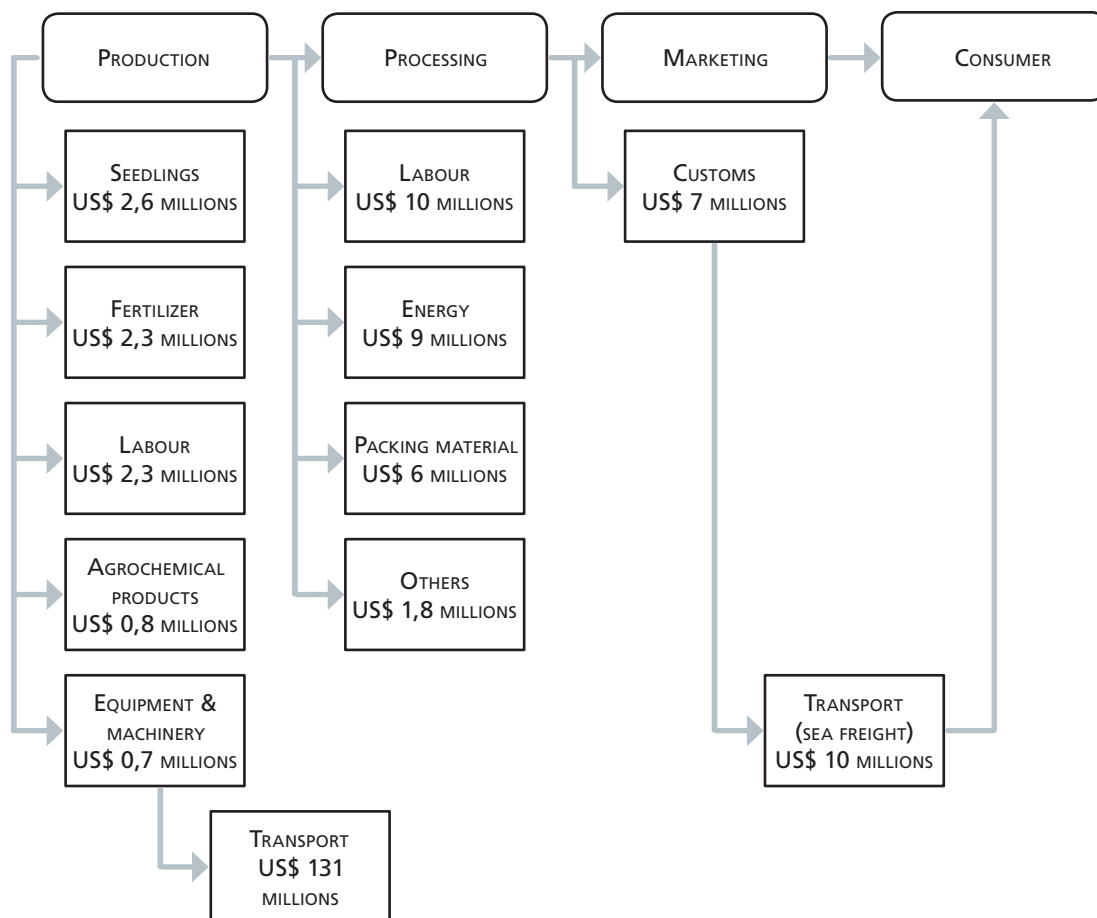 Production
Processing
Marketing
Consumer
Seedlings
US$ 2,6 millions
Fertilizer
US$ 2,3 millions
Labour
US$ 2,3 millions
Agrochemical
products
US$ 0,8 millions
Equipment &
machinery
US$ 0,7 millions
Transport
US$ 131
millions
Labour
US$ 10 millions
Energy
US$ 9 millions
Packing material
US$ 6 millions
Others
US$ 1,8 millions
Customs
US$ 7 millions
Transport
(sea freight)
US$ 10 millions